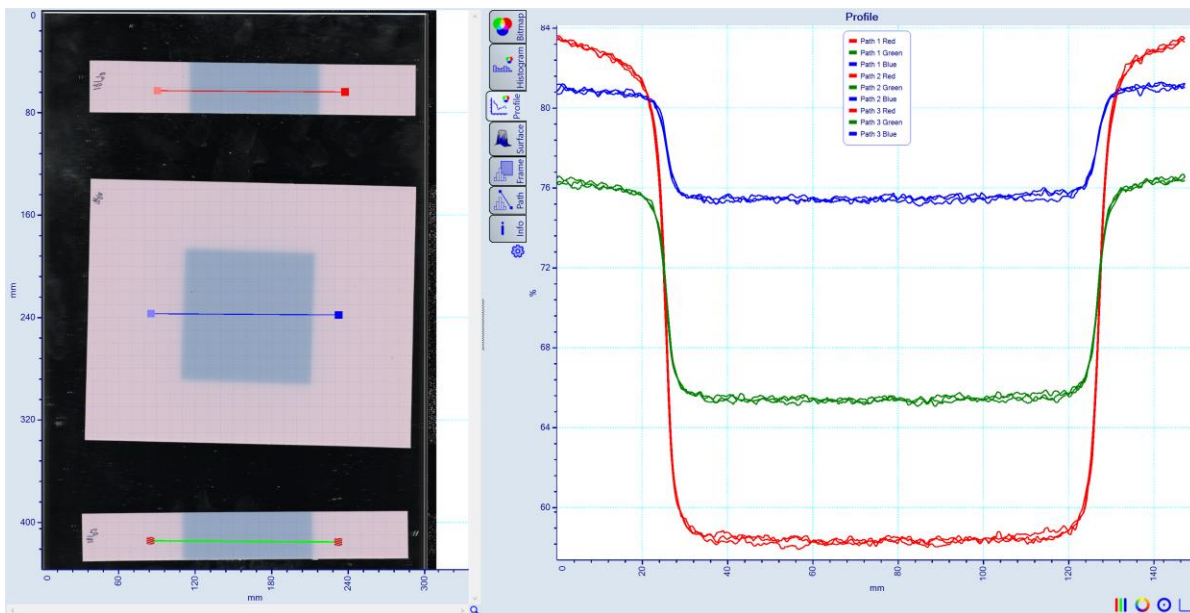 0
80
160
mm
240
320
400
0
60
120
180
240
300
mm
Bitmap
Histogram
Profile
Surface
Frame
Path
Info
Profile
84
80
76
72
%
68
64
60
0
20
40
60
80
100
120
140
mm
Path 1 Red
Path 1 Green
Path 1 Blue
Path 2 Red
Path 2 Green
Path 2 Blue
Path 3 Red
Path 3 Green
Path 3 Blue